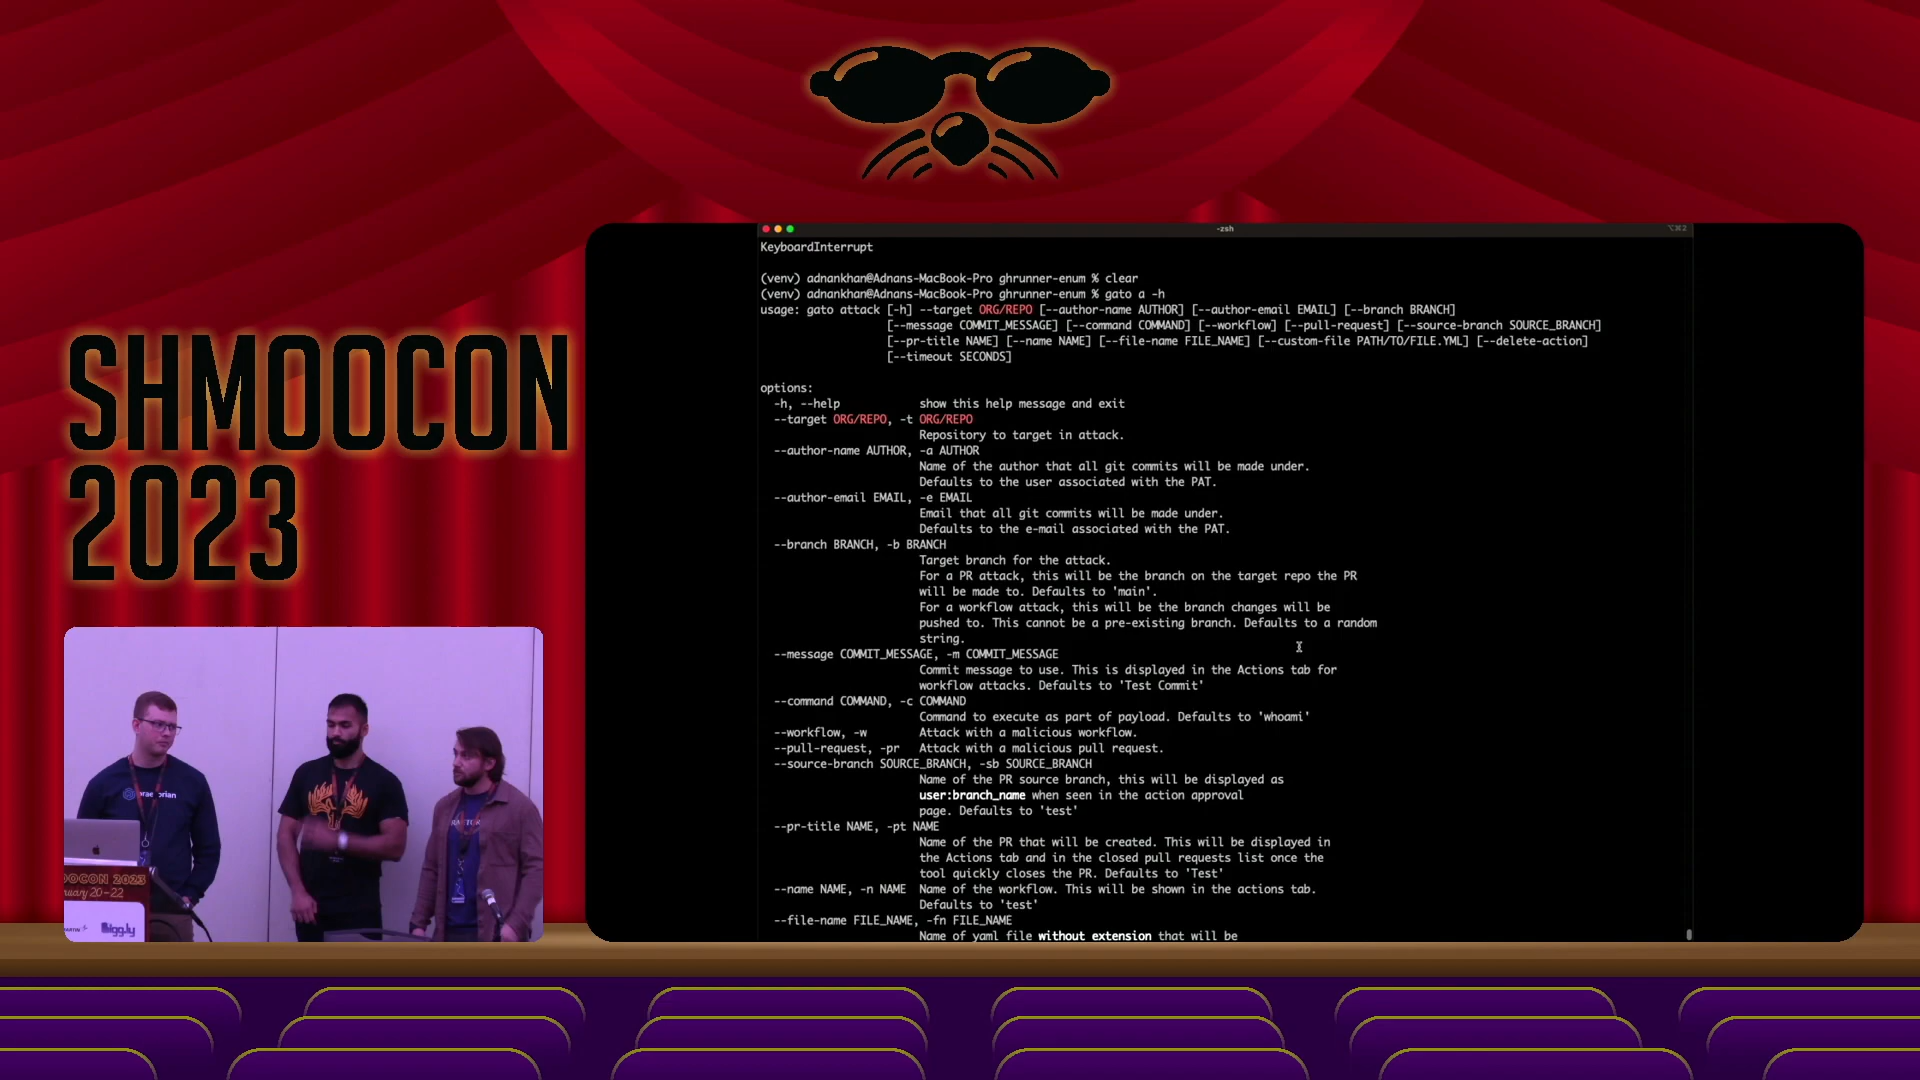 SHMOOCON
2023
-zsh
⌥⌘2
KeyboardInterrupt
(venv) adnankhan@Adnans-MacBook-Pro ghrunner-enum % clear
(venv) adnankhan@Adnans-MacBook-Pro ghrunner-enum % gato a -h
usage: gato attack [-h] --target ORG/REPO [--author-name AUTHOR] [--author-email EMAIL] [--branch BRANCH]
[--message COMMIT_MESSAGE] [--command COMMAND] [--workflow] [--pull-request] [--source-branch SOURCE_BRANCH]
[--pr-title NAME] [--name NAME] [--file-name FILE_NAME] [--custom-file PATH/TO/FILE.YML] [--delete-action]
[--timeout SECONDS]
options:
-h, --help show this help message and exit
--target ORG/REPO, -t ORG/REPO
Repository to target in attack.
--author-name AUTHOR, -a AUTHOR
Name of the author that all git commits will be made under.
Defaults to the user associated with the PAT.
--author-email EMAIL, -e EMAIL
Email that all git commits will be made under.
Defaults to the e-mail associated with the PAT.
--branch BRANCH, -b BRANCH
Target branch for the attack.
For a PR attack, this will be the branch on the target repo the PR
will be made to. Defaults to 'main'.
For a workflow attack, this will be the branch changes will be
pushed to. This cannot be a pre-existing branch. Defaults to a random
string.
--message COMMIT_MESSAGE, -m COMMIT_MESSAGE
Commit message to use. This is displayed in the Actions tab for
workflow attacks. Defaults to 'Test Commit'
--command COMMAND, -c COMMAND
Command to execute as part of payload. Defaults to 'whoami'
--workflow, -w Attack with a malicious workflow.
--pull-request, -pr Attack with a malicious pull request.
--source-branch SOURCE_BRANCH, -sb SOURCE_BRANCH
Name of the PR source branch, this will be displayed as
user:branch_name when seen in the action approval
page. Defaults to 'test'
--pr-title NAME, -pt NAME
Name of the PR that will be created. This will be displayed in
the Actions tab and in the closed pull requests list once the
tool quickly closes the PR. Defaults to 'Test'
--name NAME, -n NAME Name of the workflow. This will be shown in the actions tab.
Defaults to 'test'
--file-name FILE_NAME, -fn FILE_NAME
Name of yaml file without extension that will be
OOCON 2023
uary 20-22